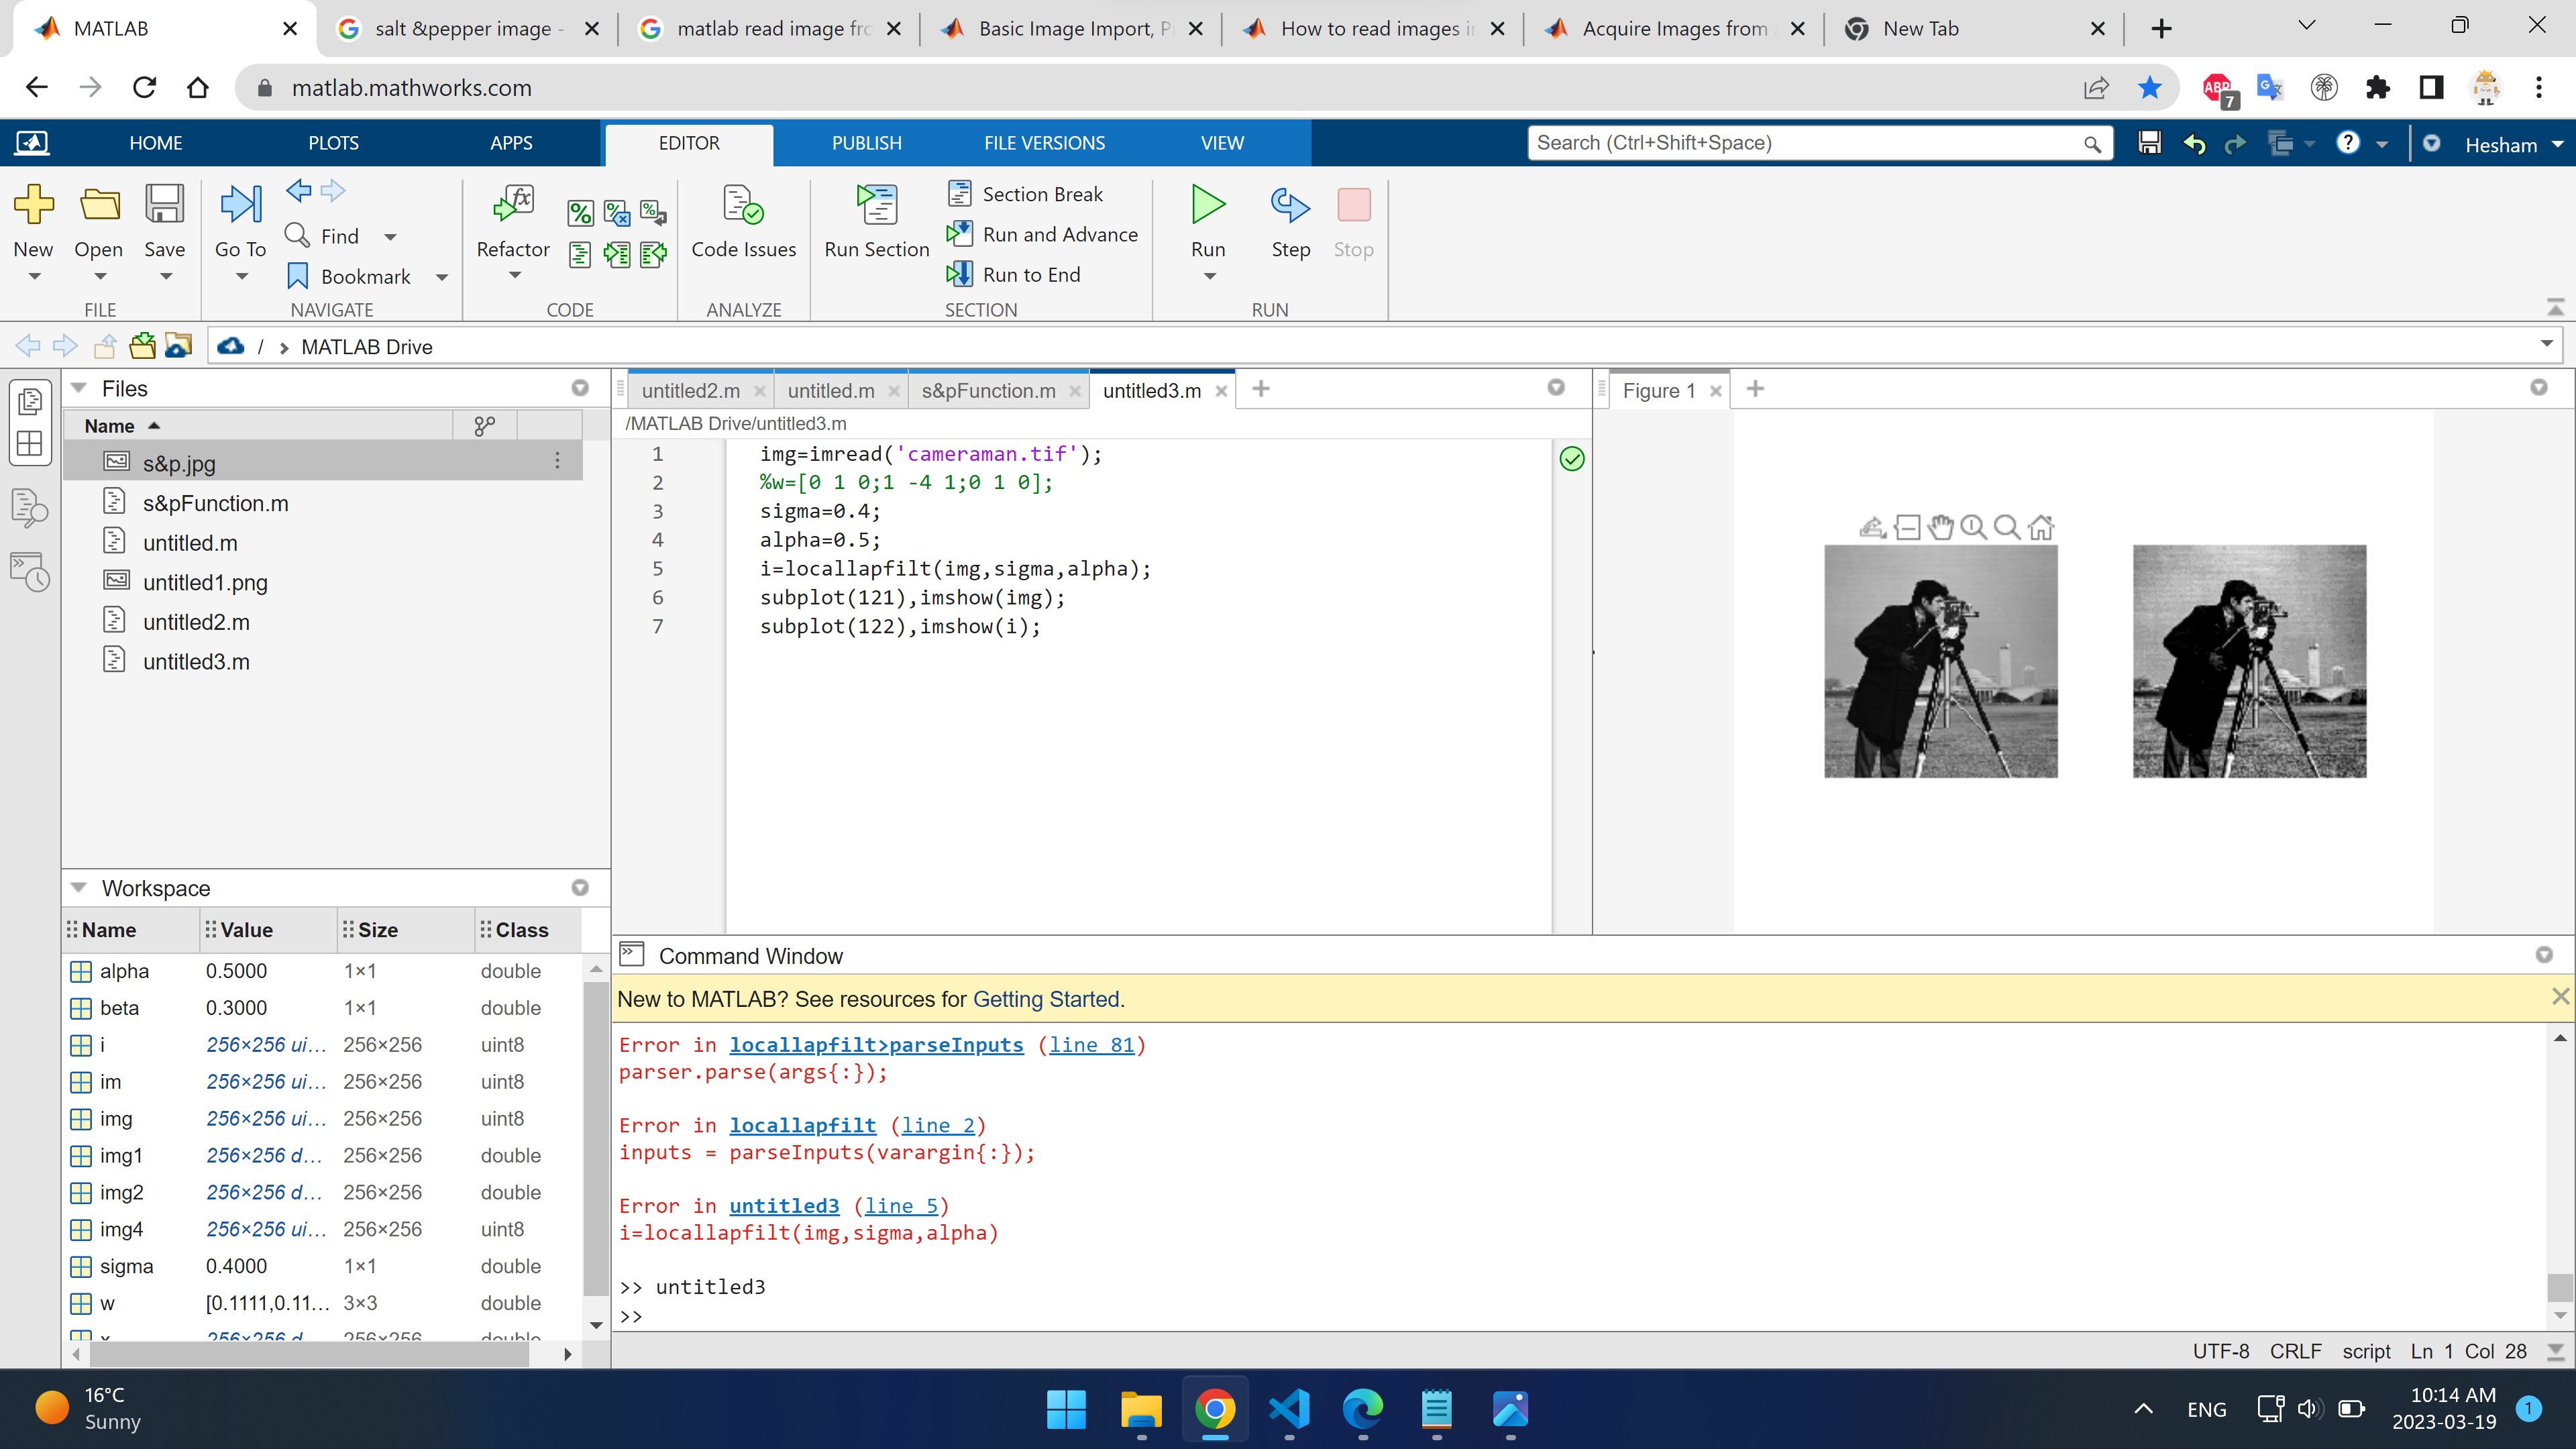 MATLAB
salt &pepper image -
matlab read image fro
Basic Image Import, P
How to read images in
Acquire Images from
New Tab
matlab.mathworks.com
ABP
7
HOME
PLOTS
APPS
EDITOR
PUBLISH
FILE VERSIONS
VIEW
Search (Ctrl+Shift+Space)
Hesham
New
Open
Save
FILE
Go To
Find
Bookmark
NAVIGATE
Refactor
CODE
Code Issues
ANALYZE
Run Section
Section Break
Run and Advance
Run to End
SECTION
Run
Step
Stop
RUN
/ MATLAB Drive
Files
Name
s&p.jpg
s&pFunction.m
untitled.m
untitled1.png
untitled2.m
untitled3.m
untitled2.m
untitled.m
s&pFunction.m
untitled3.m
/MATLAB Drive/untitled3.m
1 img=imread('cameraman.tif');
2 %w=[0 1 0;1 -4 1;0 1 0];
3 sigma=0.4;
4 alpha=0.5;
5 i=locallapfilt(img,sigma,alpha);
6 subplot(121),imshow(img);
7 subplot(122),imshow(i);
Figure 1
Workspace
Name Value Size Class
alpha 0.5000 1×1 double
beta 0.3000 1×1 double
i 256×256 ui... 256×256 uint8
im 256×256 ui... 256×256 uint8
img 256×256 ui... 256×256 uint8
img1 256×256 d... 256×256 double
img2 256×256 d... 256×256 double
img4 256×256 ui... 256×256 uint8
sigma 0.4000 1×1 double
w [0.1111,0.11... 3×3 double
x 256×256 d 256×256 double
Command Window
New to MATLAB? See resources for Getting Started.
Error in locallapfilt>parseInputs (line 81)
parser.parse(args{:});
Error in locallapfilt (line 2)
inputs = parseInputs(varargin{:});
Error in untitled3 (line 5)
i=locallapfilt(img,sigma,alpha)
>> untitled3
>>
UTF-8 CRLF script Ln 1 Col 28
16°C
Sunny
ENG
10:14 AM
2023-03-19
1